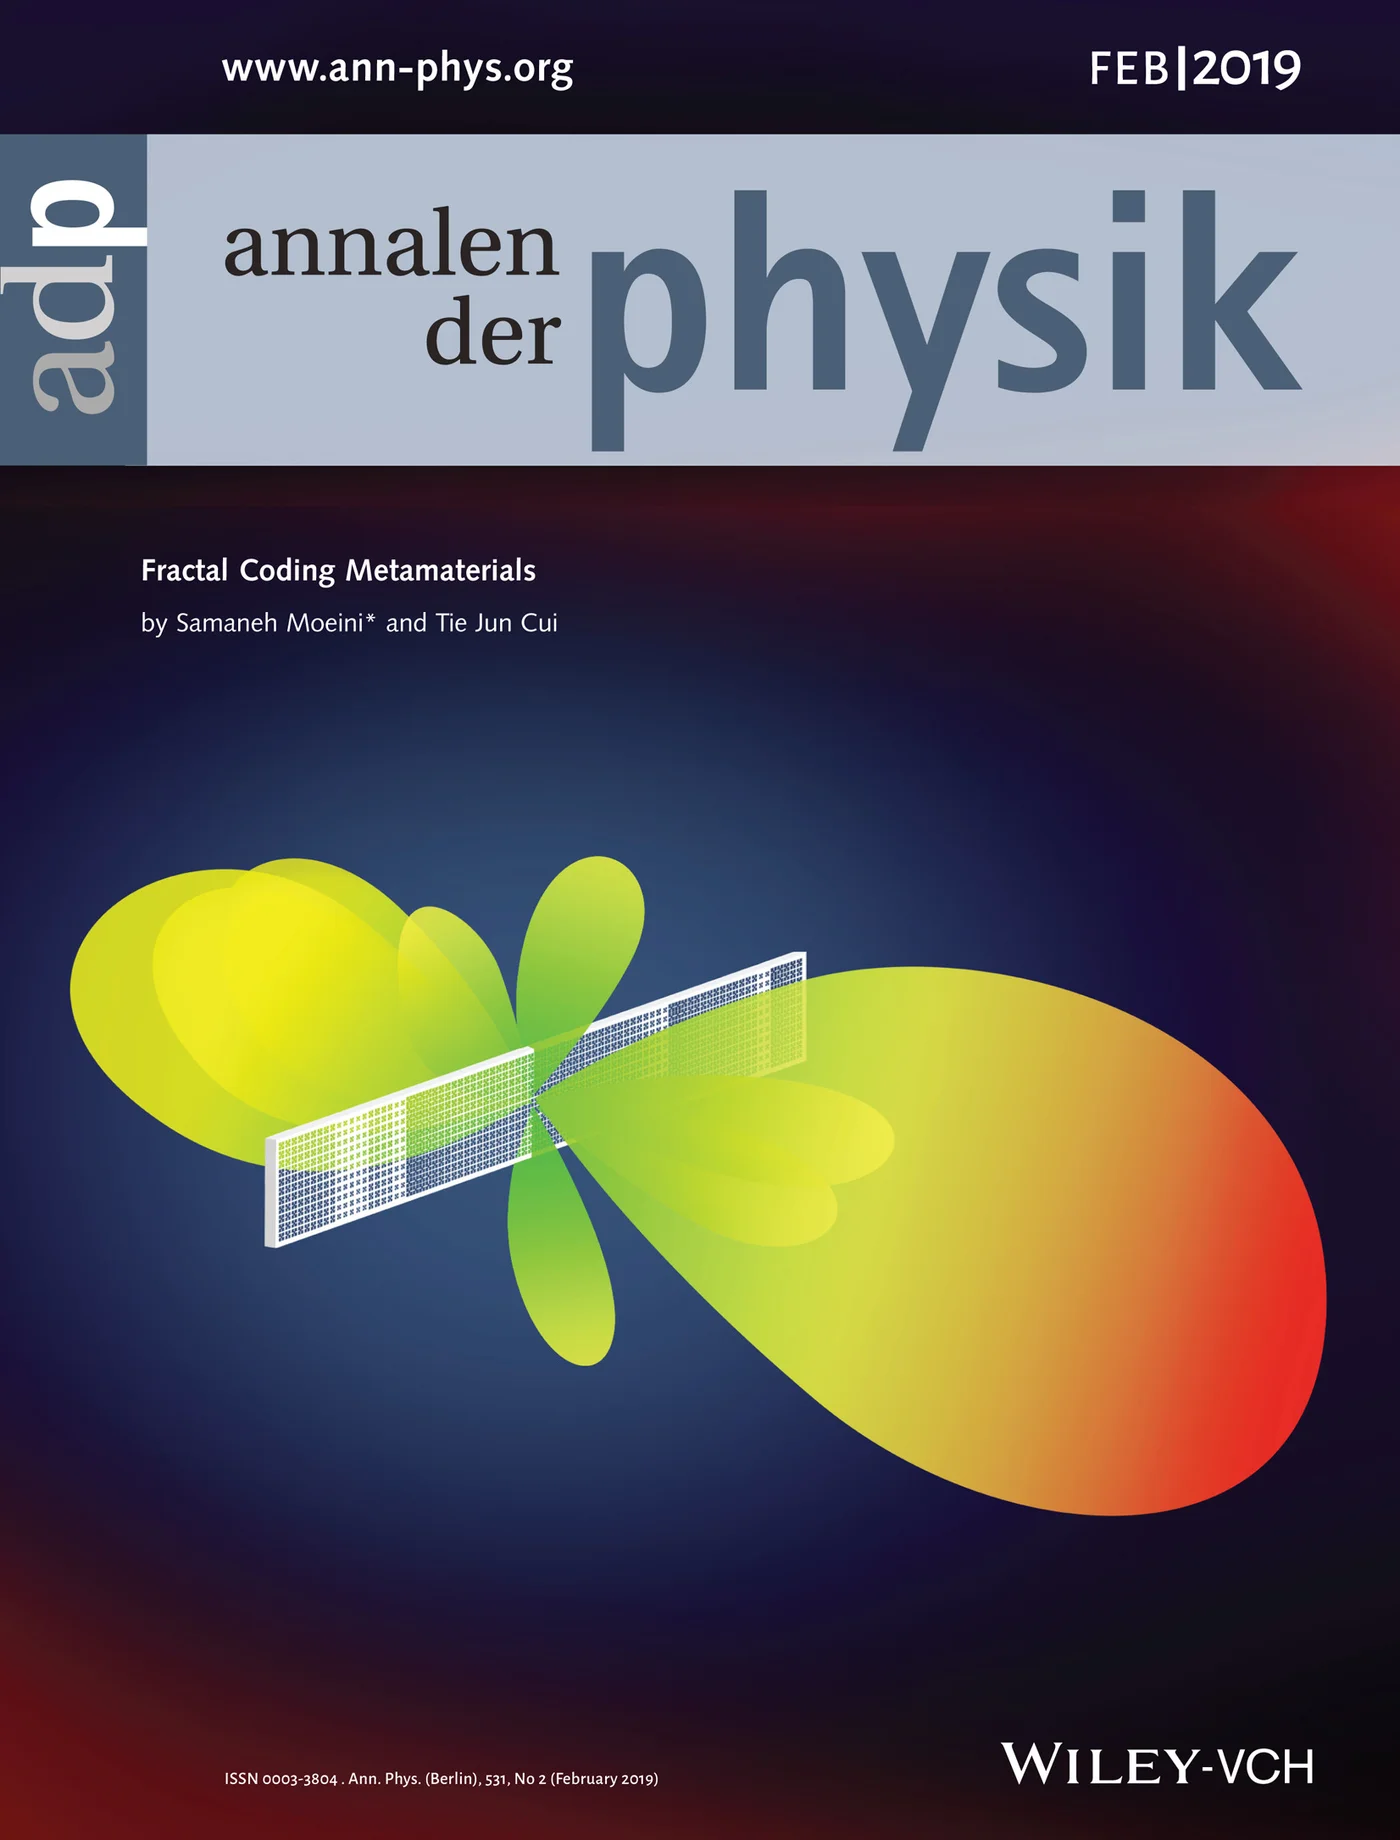 www.ann-phys.org
FEB|2019
adp
annalen
der
physik
Fractal Coding Metamaterials
by Samaneh Moeini* and Tie Jun Cui
ISSN 0003-3804 . Ann. Phys. (Berlin), 531, No 2 (February 2019)
WILEY-VCH